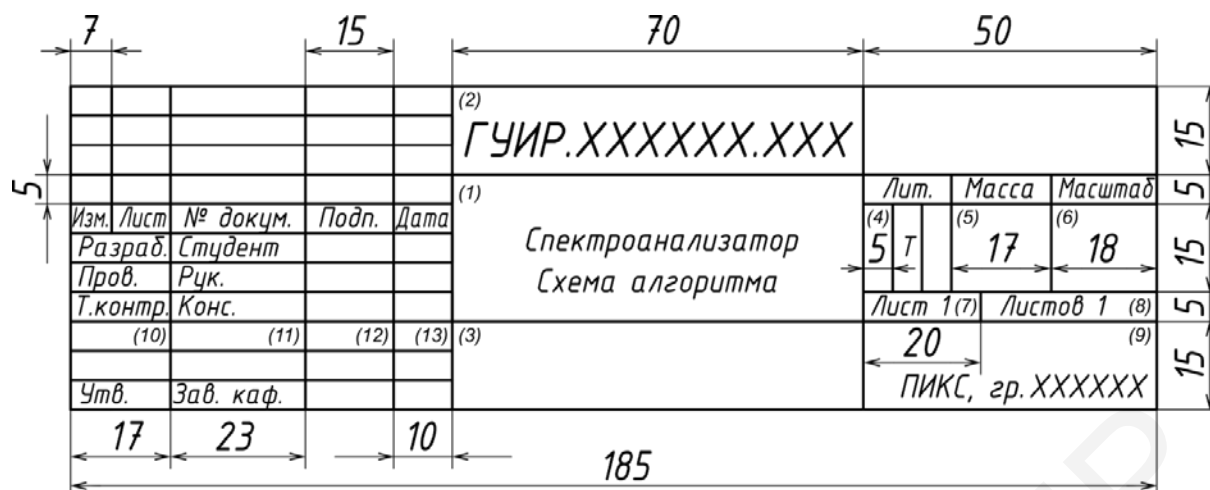 7 15 70 50
(2)
ГУИР.XXXXXX.XXX
15
5
(1)
Лит. Масса Масштаб
5
Изм. Лист № докум. Подп. Дата
(4) (5) (6)
Разраб. Студент
Спектроанализатор
5 Т 17 18
15
Пров. Рук.
Схема алгоритма
Т.контр. Конс.
Лист 1 (7) Листов 1 (8)
5
(10) (11) (12) (13) (3)
20
(9)
15
Утв. Зав. каф.
ПИКС, гр. XXXXXX
17 23 10
185